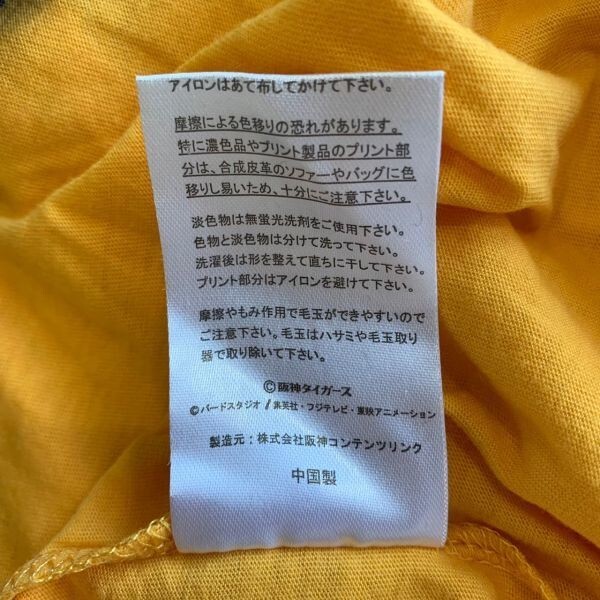 アイロンはあて布してかけて下さい。
摩擦による色移りの恐れがあります。
特に濃色品やプリント製品のプリント部
分は、合成皮革のソファーやバッグに色
移りし易いため、十分にご注意下さい。
淡色物は無蛍光洗剤をご使用下さい。
色物と淡色物は分けて洗って下さい。
洗濯後は形を整えて直ちに干して下さい。
プリント部分はアイロンを避けて下さい。
摩擦やもみ作用で毛玉ができやすいので
ご注意下さい。毛玉はハサミや毛玉取り
器で取り除いて下さい。
©阪神タイガース
©バードスタジオ/集英社・フジテレビ・東映アニメーション
製造元：株式会社阪神コンテンツリンク
中国製